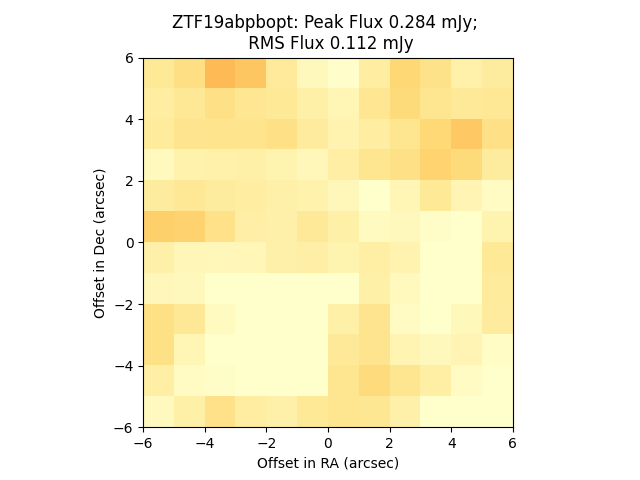 ZTF19abpbopt: Peak Flux 0.284 mJy;
RMS Flux 0.112 mJy
6
4
2
0
−2
−4
−6
Offset in Dec (arcsec)
−6 −4 −2 0 2 4 6
Offset in RA (arcsec)